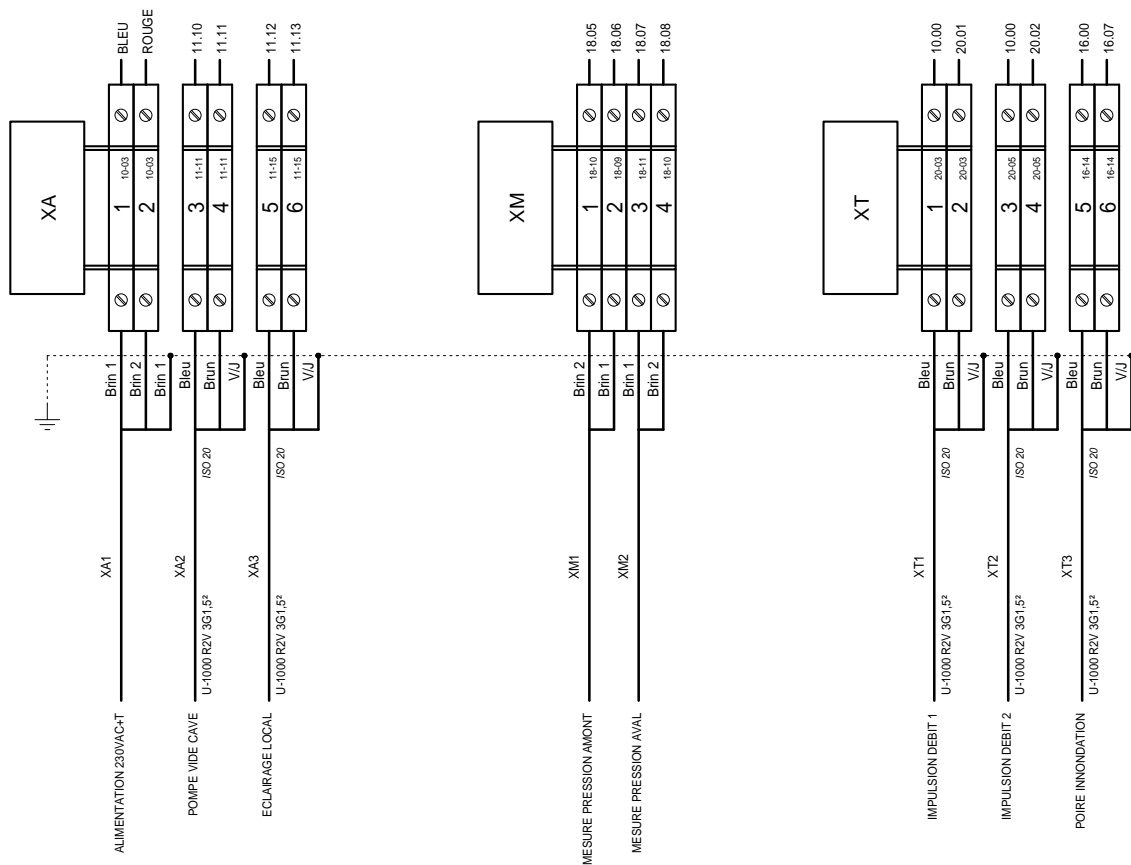 BLEU
ROUGE
11.10
11.11
11.12
11.13
18.05
18.06
18.07
18.08
10.00
20.01
10.00
20.02
16.00
16.07
XA
1 10-03
2 10-03
3 11-11
4 11-11
5 11-15
6 11-15
XM
1 18-10
2 18-09
3 18-11
4 18-10
XT
1 20-03
2 20-03
3 20-05
4 20-05
5 16-14
6 16-14
Brin 1
Brin 2
Brin 1
Bleu
Brun
V/J
Bleu
Brun
V/J
Brin 2
Brin 1
Brin 1
Brin 2
Bleu
Brun
V/J
Bleu
Brun
V/J
Bleu
Brun
V/J
ISO 20
ISO 20
ISO 20
ISO 20
ISO 20
XA1
XA2
XA3
XM1
XM2
XT1
XT2
XT3
U-1000 R2V 3G1,5²
U-1000 R2V 3G1,5²
U-1000 R2V 3G1,5²
U-1000 R2V 3G1,5²
U-1000 R2V 3G1,5²
ALIMENTATION 230VAC+T
POMPE VIDE CAVE
ECLAIRAGE LOCAL
MESURE PRESSION AMONT
MESURE PRESSION AVAL
IMPULSION DEBIT 1
IMPULSION DEBIT 2
POIRE INNONDATION